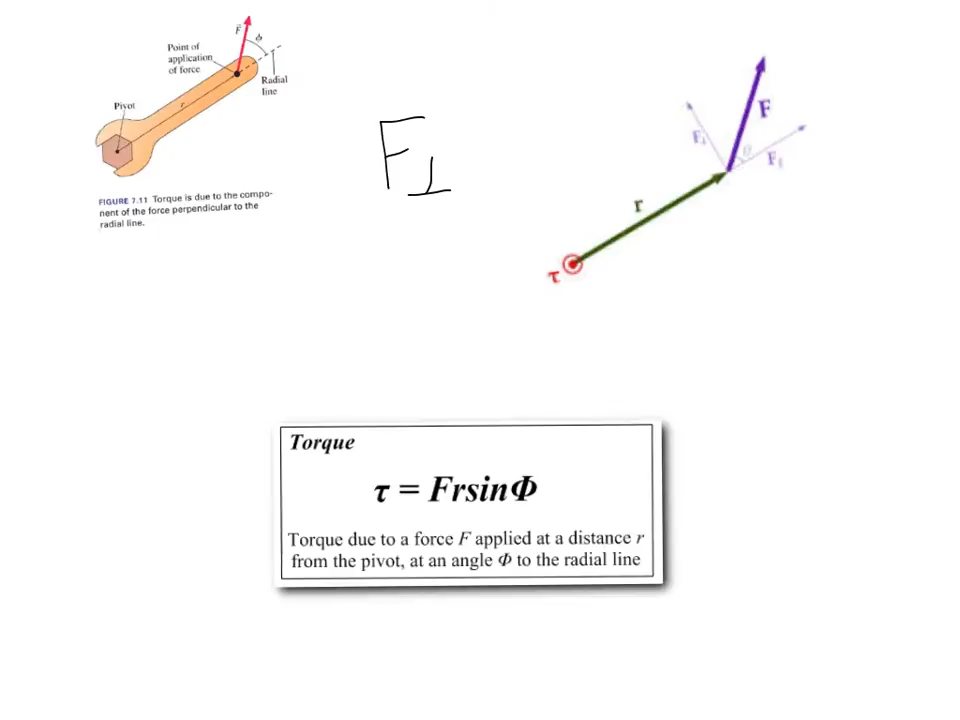 F
Φ
Point of
application
of force
Radial
line
r
Pivot
FIGURE 7.11 Torque is due to the compo-
nent of the force perpendicular to the
radial line.
F⊥
F
F⊥
θ
F∥
r
τ
Torque
τ = FrsinΦ
Torque due to a force F applied at a distance r
from the pivot, at an angle Φ to the radial line